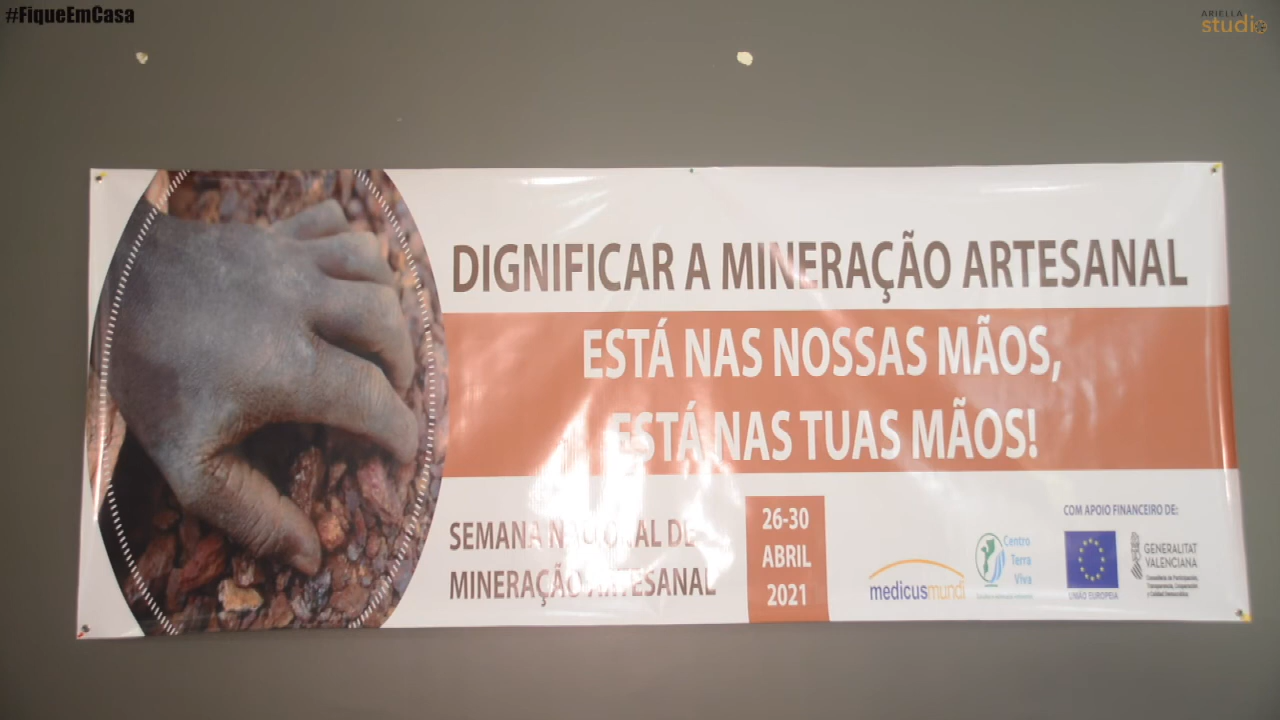 #FiqueEmCasa
ARIELLA
studio
DIGNIFICAR A MINERAÇÃO ARTESANAL
ESTÁ NAS NOSSAS MÃOS,
ESTÁ NAS TUAS MÃOS!
SEMANA NACIONAL DE
MINERAÇÃO ARTESANAL
26-30
ABRIL
2021
medicusmundi
Centro
Terra
Viva
COM APOIO FINANCEIRO DE:
UNIÃO EUROPEIA
GENERALITAT
VALENCIANA